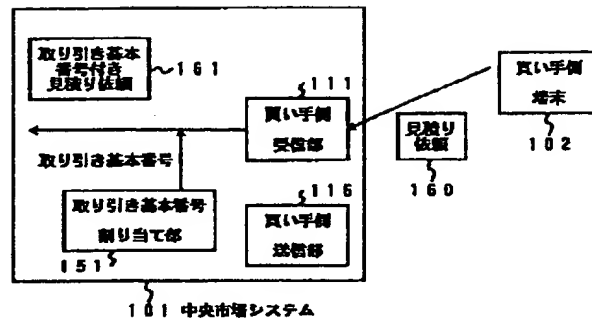 取り引き基本
番号付き
見積り依頼
161
111
買い手側
受信部
買い手側
端末
102
見積り
依頼
160
取り引き基本番号
取り引き基本番号
割り当て部
151
116
買い手側
送信部
101 中央市場システム